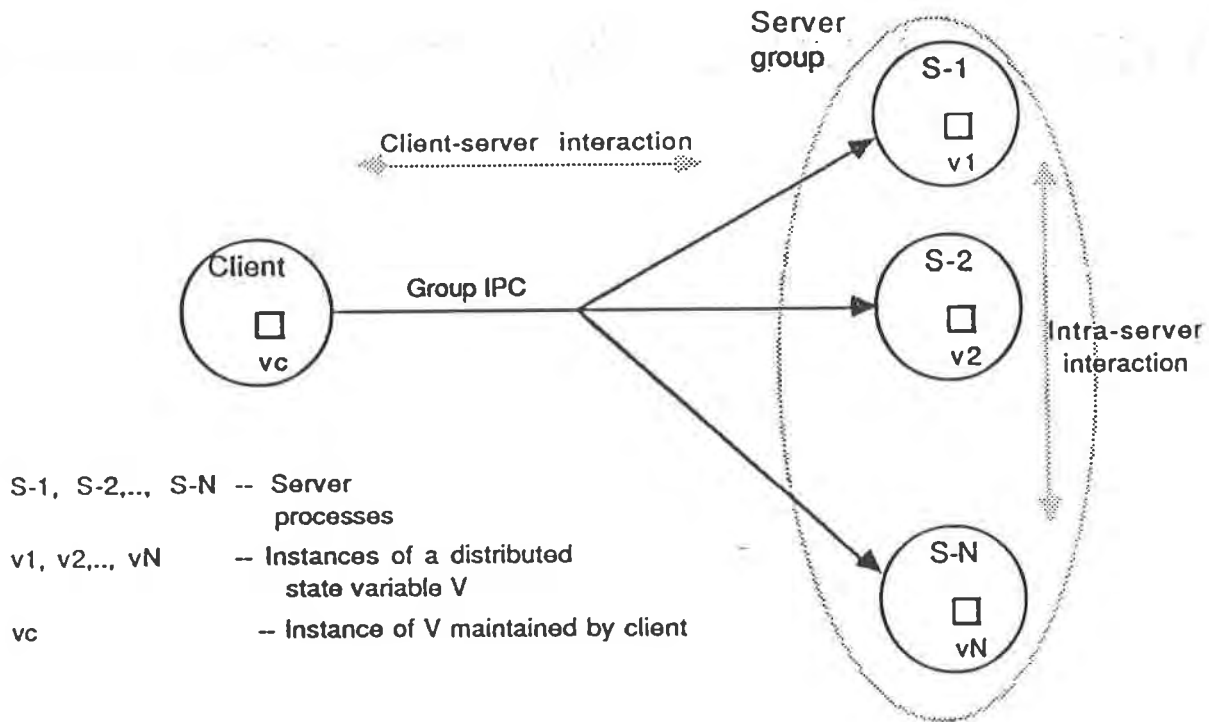 Server
group
S-1
v1
Client-server interaction
Client
vc
Group IPC
S-2
v2
Intra-server
interaction
S-N
vN
S-1, S-2,.., S-N -- Server
processes
v1, v2,.., vN -- Instances of a distributed
state variable V
vc -- Instance of V maintained by client